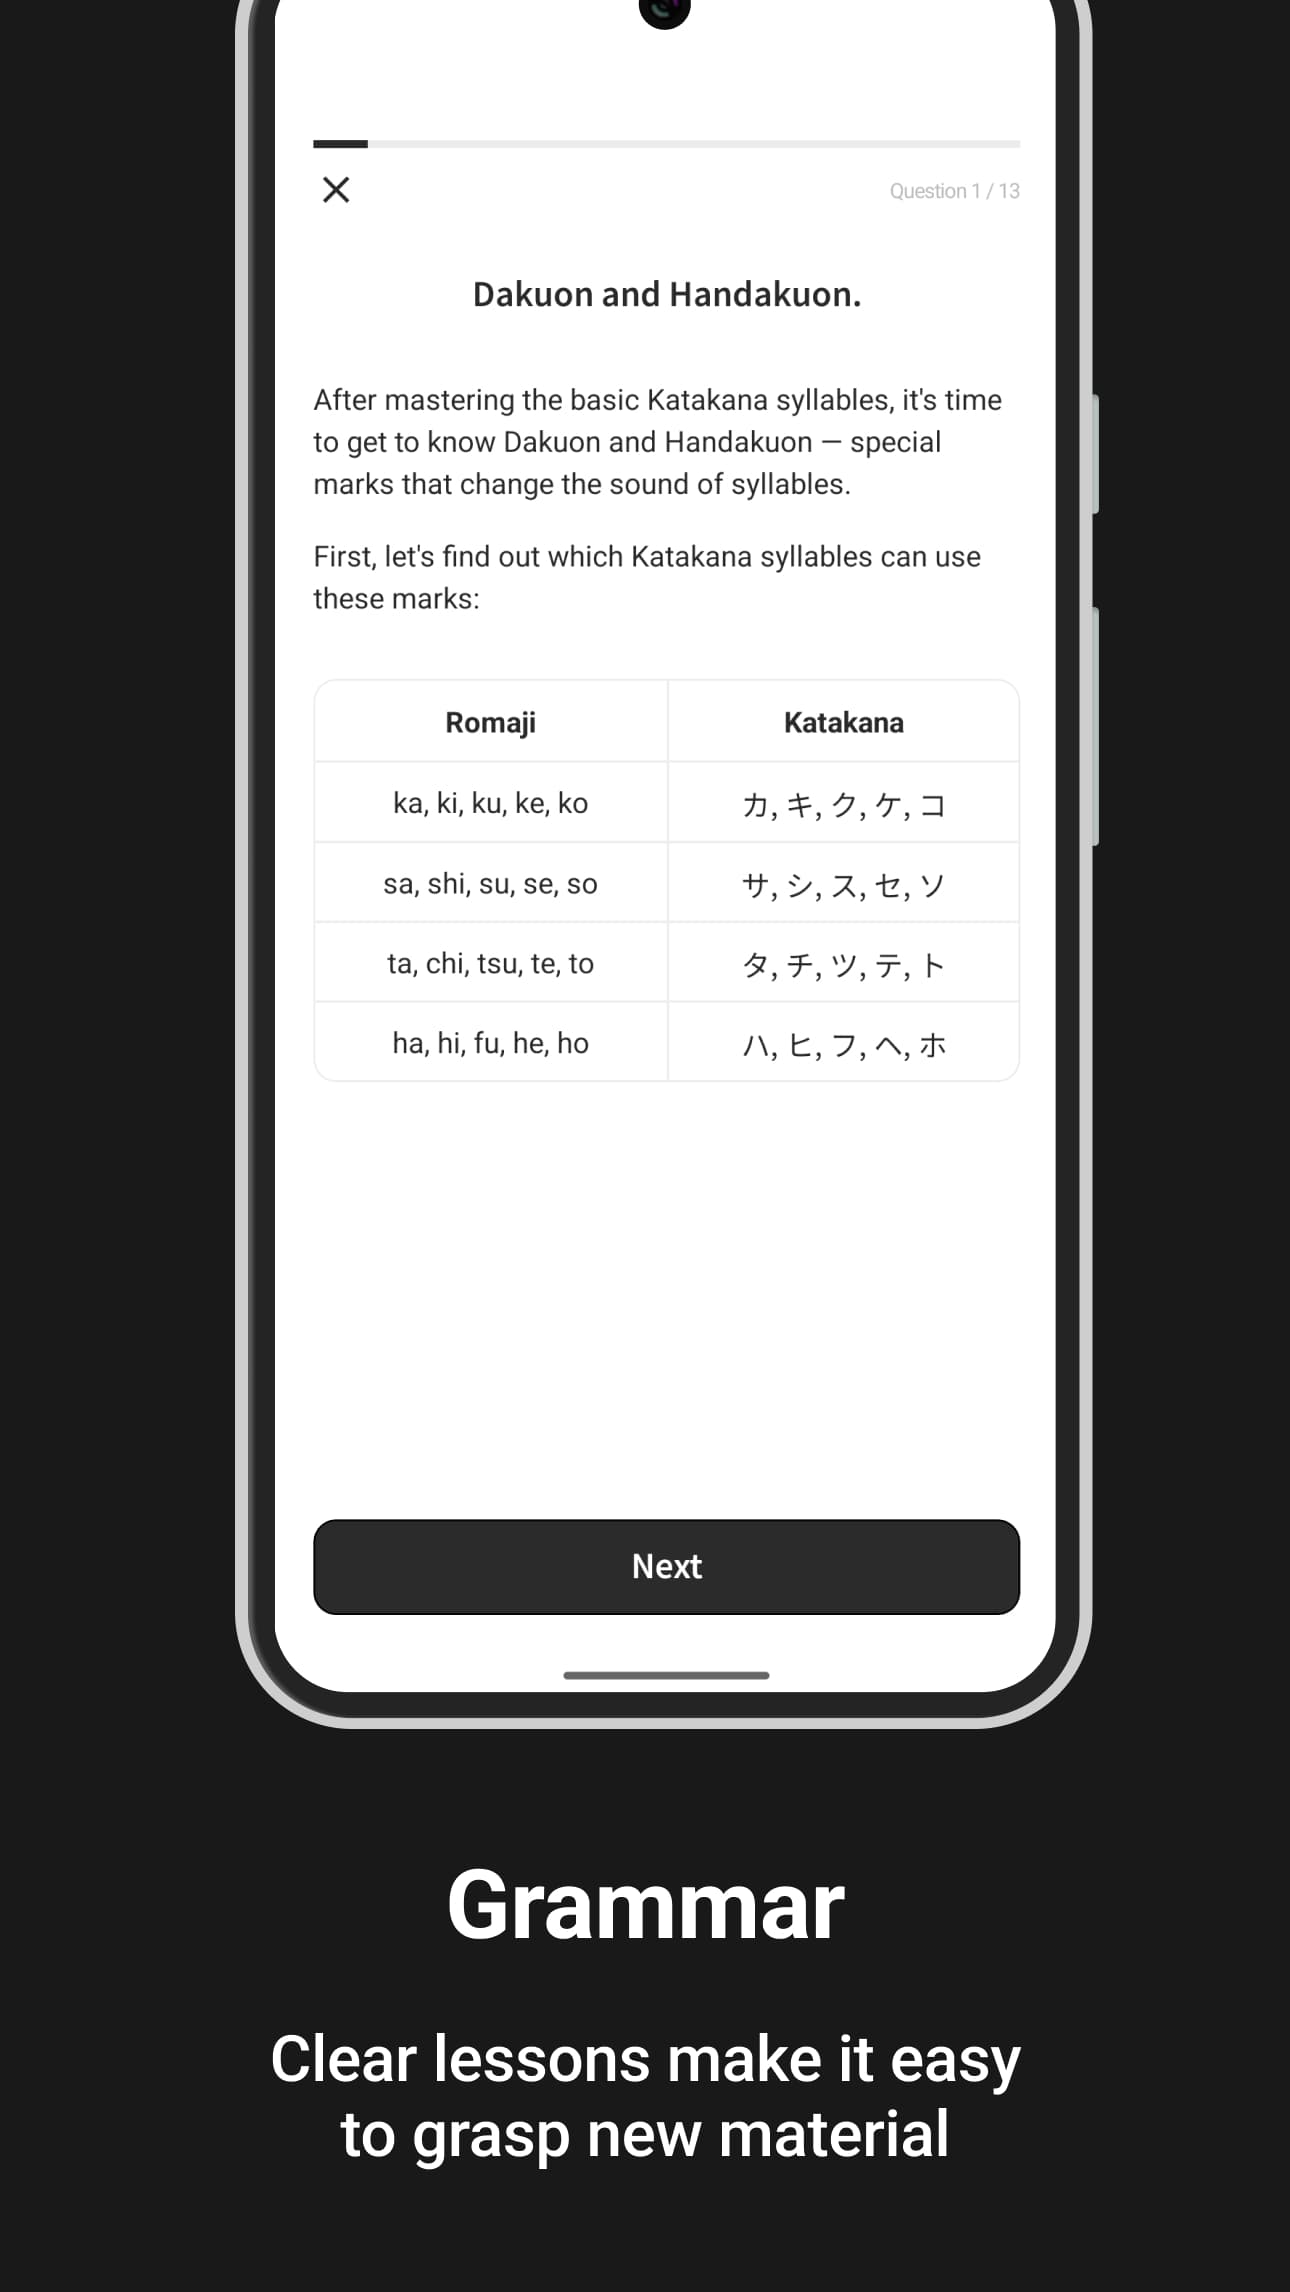 Question 1 / 13
Dakuon and Handakuon.
After mastering the basic Katakana syllables, it's time
to get to know Dakuon and Handakuon — special
marks that change the sound of syllables.
First, let's find out which Katakana syllables can use
these marks:
Romaji Katakana
ka, ki, ku, ke, ko カ, キ, ク, ケ, コ
sa, shi, su, se, so サ, シ, ス, セ, ソ
ta, chi, tsu, te, to タ, チ, ツ, テ, ト
ha, hi, fu, he, ho ハ, ヒ, フ, ヘ, ホ
Next
Grammar
Clear lessons make it easy
to grasp new material